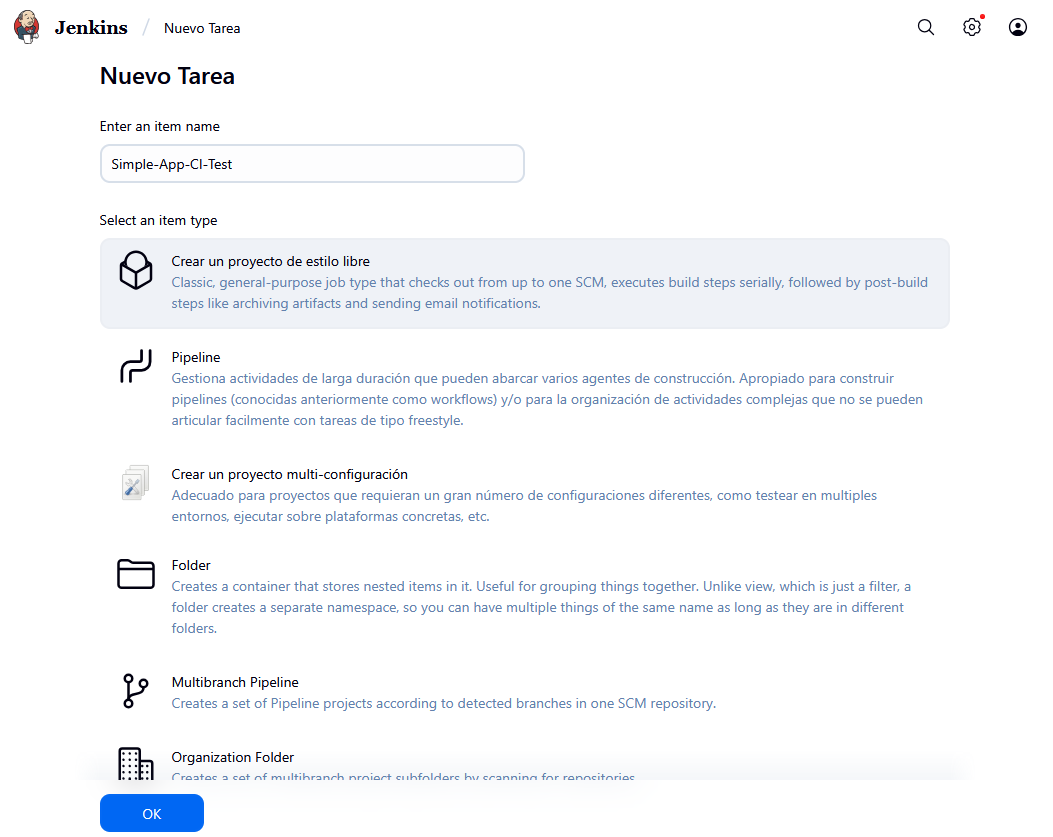 Jenkins / Nuevo Tarea
Nuevo Tarea
Enter an item name
Simple-App-CI-Test
Select an item type
Crear un proyecto de estilo libre
Classic, general-purpose job type that checks out from up to one SCM, executes build steps serially, followed by post-build
steps like archiving artifacts and sending email notifications.
Pipeline
Gestiona actividades de larga duración que pueden abarcar varios agentes de construcción. Apropiado para construir
pipelines (conocidas anteriormente como workflows) y/o para la organización de actividades complejas que no se pueden
articular facilmente con tareas de tipo freestyle.
Crear un proyecto multi-configuración
Adecuado para proyectos que requieran un gran número de configuraciones diferentes, como testear en multiples
entornos, ejecutar sobre plataformas concretas, etc.
Folder
Creates a container that stores nested items in it. Useful for grouping things together. Unlike view, which is just a filter, a
folder creates a separate namespace, so you can have multiple things of the same name as long as they are in different
folders.
Multibranch Pipeline
Creates a set of Pipeline projects according to detected branches in one SCM repository.
Organization Folder
Creates a set of multibranch project subfolders by scanning for repositories.
OK